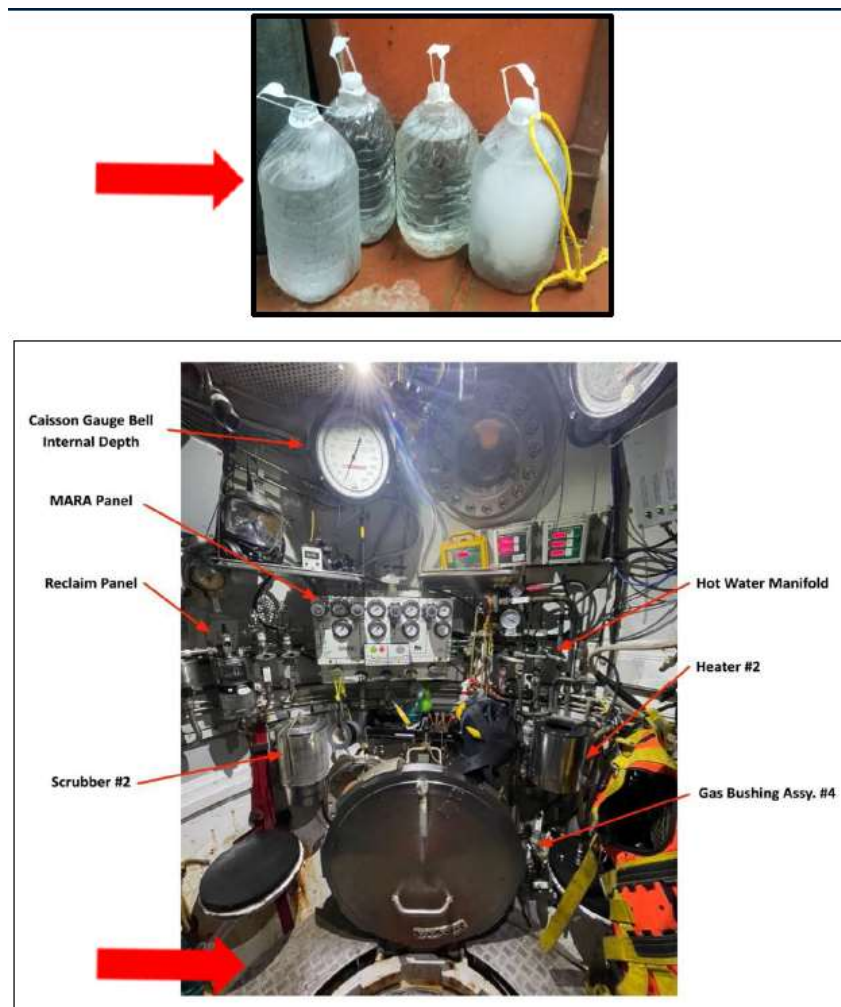 Caisson Gauge Bell
Internal Depth
MARA Panel
Reclaim Panel
Hot Water Manifold
Heater #2
Scrubber #2
Gas Bushing Assy. #4